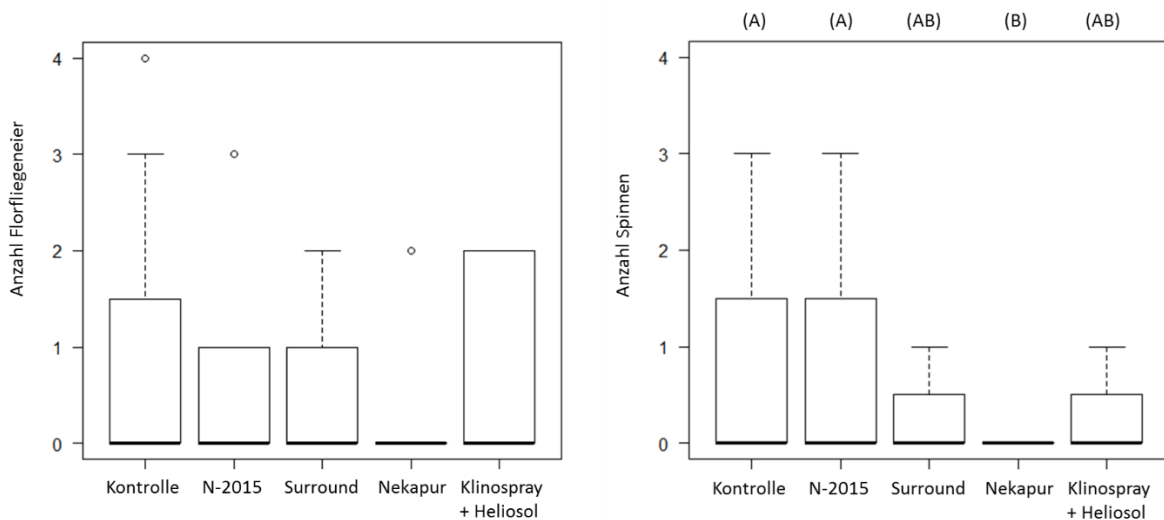 Anzahl Florfliegeneier
4
3
2
1
0
Kontrolle N-2015 Surround Nekapur Klinospray
+ Heliosol
(A) (A) (AB) (B) (AB)
Anzahl Spinnen
4
3
2
1
0
Kontrolle N-2015 Surround Nekapur Klinospray
+ Heliosol